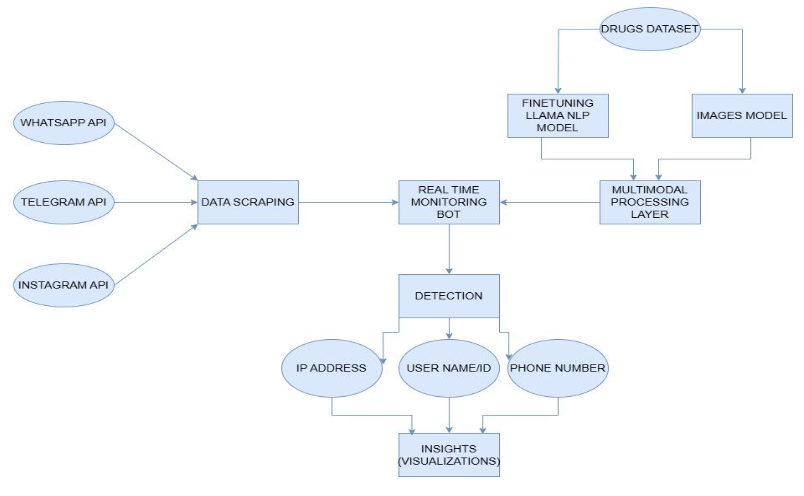 DRUGS DATASET
FINETUNING
LLAMA NLP
MODEL
IMAGES MODEL
WHATSAPP API
TELEGRAM API
INSTAGRAM API
DATA SCRAPING
REAL TIME
MONITORING
BOT
MULTIMODAL
PROCESSING
LAYER
DETECTION
IP ADDRESS
USER NAME/ID
PHONE NUMBER
INSIGHTS
(VISUALIZATIONS)